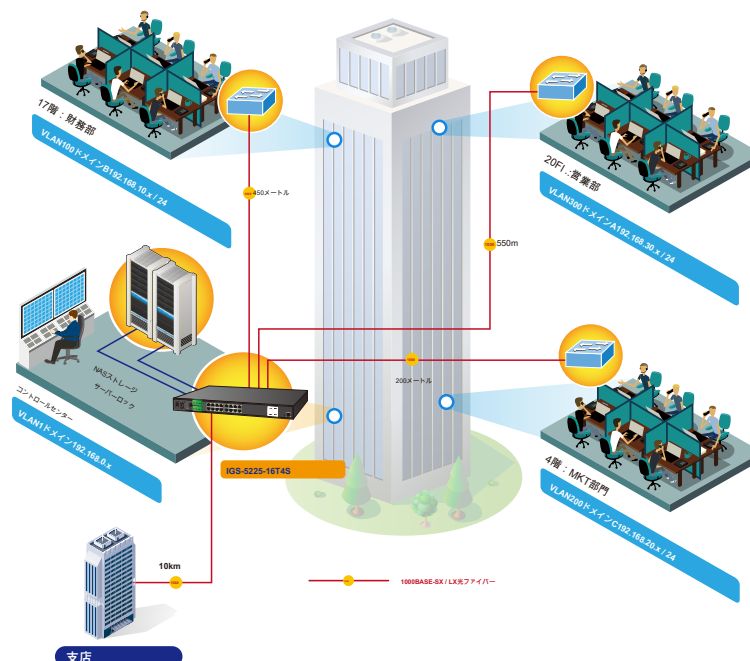 17階：財務部
VLAN100ドメインB192.168.10.x / 24
450メートル
20Fl .:営業部
VLAN300ドメインA192.168.30.x / 24
550m
NASストレージ
サーバーロック
コントロールセンター
VLAN1ドメイン192.168.0.x
200メートル
IGS-5225-16T4S
4階：MKT部門
VLAN200ドメインC192.168.20.x / 24
10km
1000BASE-SX / LX光ファイバー
支店